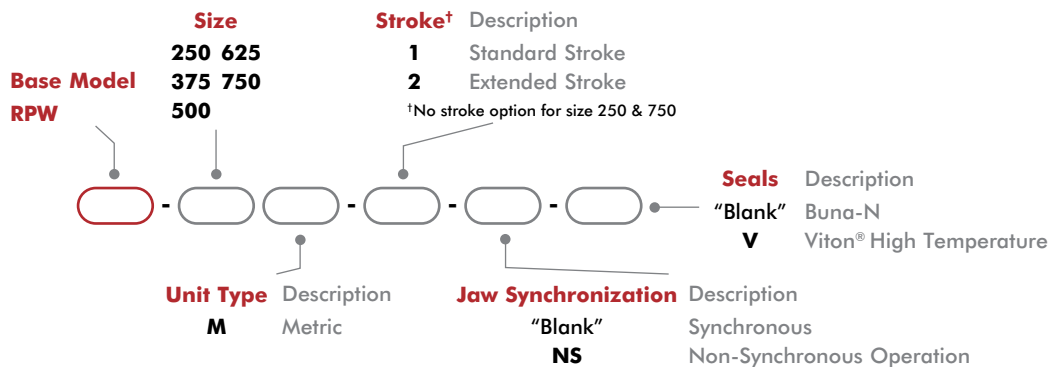 Size
250 625
375 750
500
Base Model
RPW
Stroke† Description
1 Standard Stroke
2 Extended Stroke
†No stroke option for size 250 & 750
- - - -
Seals Description
“Blank” Buna-N
V Viton® High Temperature
Unit Type Description
M Metric
Jaw Synchronization Description
“Blank” Synchronous
NS Non-Synchronous Operation